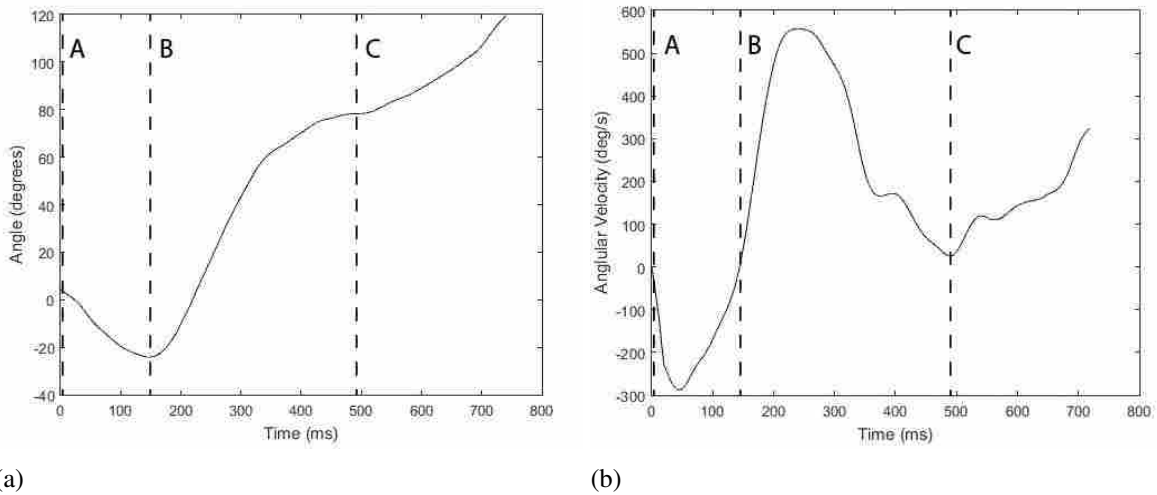 120
100
80
60
40
20
0
-20
-40
Angle (degrees)
A
B
C
0 100 200 300 400 500 600 700 800
Time (ms)
(a)
600
500
400
300
200
100
0
-100
-200
-300
Anglular Velocity (deg/s)
A
B
C
0 100 200 300 400 500 600 700 800
Time (ms)
(b)